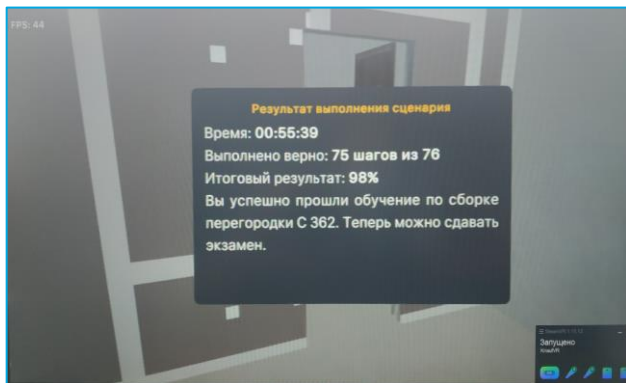 FPS: 44
Результат выполнения сценария
Время: 00:55:39
Выполнено верно: 75 шагов из 76
Итоговый результат: 98%
Вы успешно прошли обучение по сборке
перегородки С 362. Теперь можно сдавать
экзамен.
Запущено